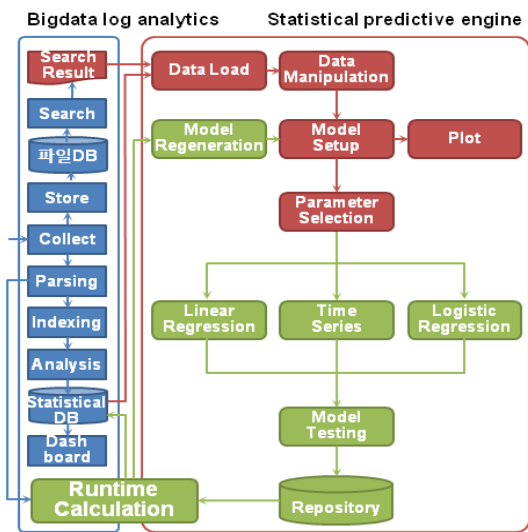 Bigdata log analytics
Statistical predictive engine
Search
Result
Search
파일DB
Store
Collect
Parsing
Indexing
Analysis
Statistical
DB
Dash
board
Runtime
Calculation
Data Load
Data
Manipulation
Model
Regeneration
Model
Setup
Plot
Parameter
Selection
Linear
Regression
Time
Series
Logistic
Regression
Model
Testing
Repository